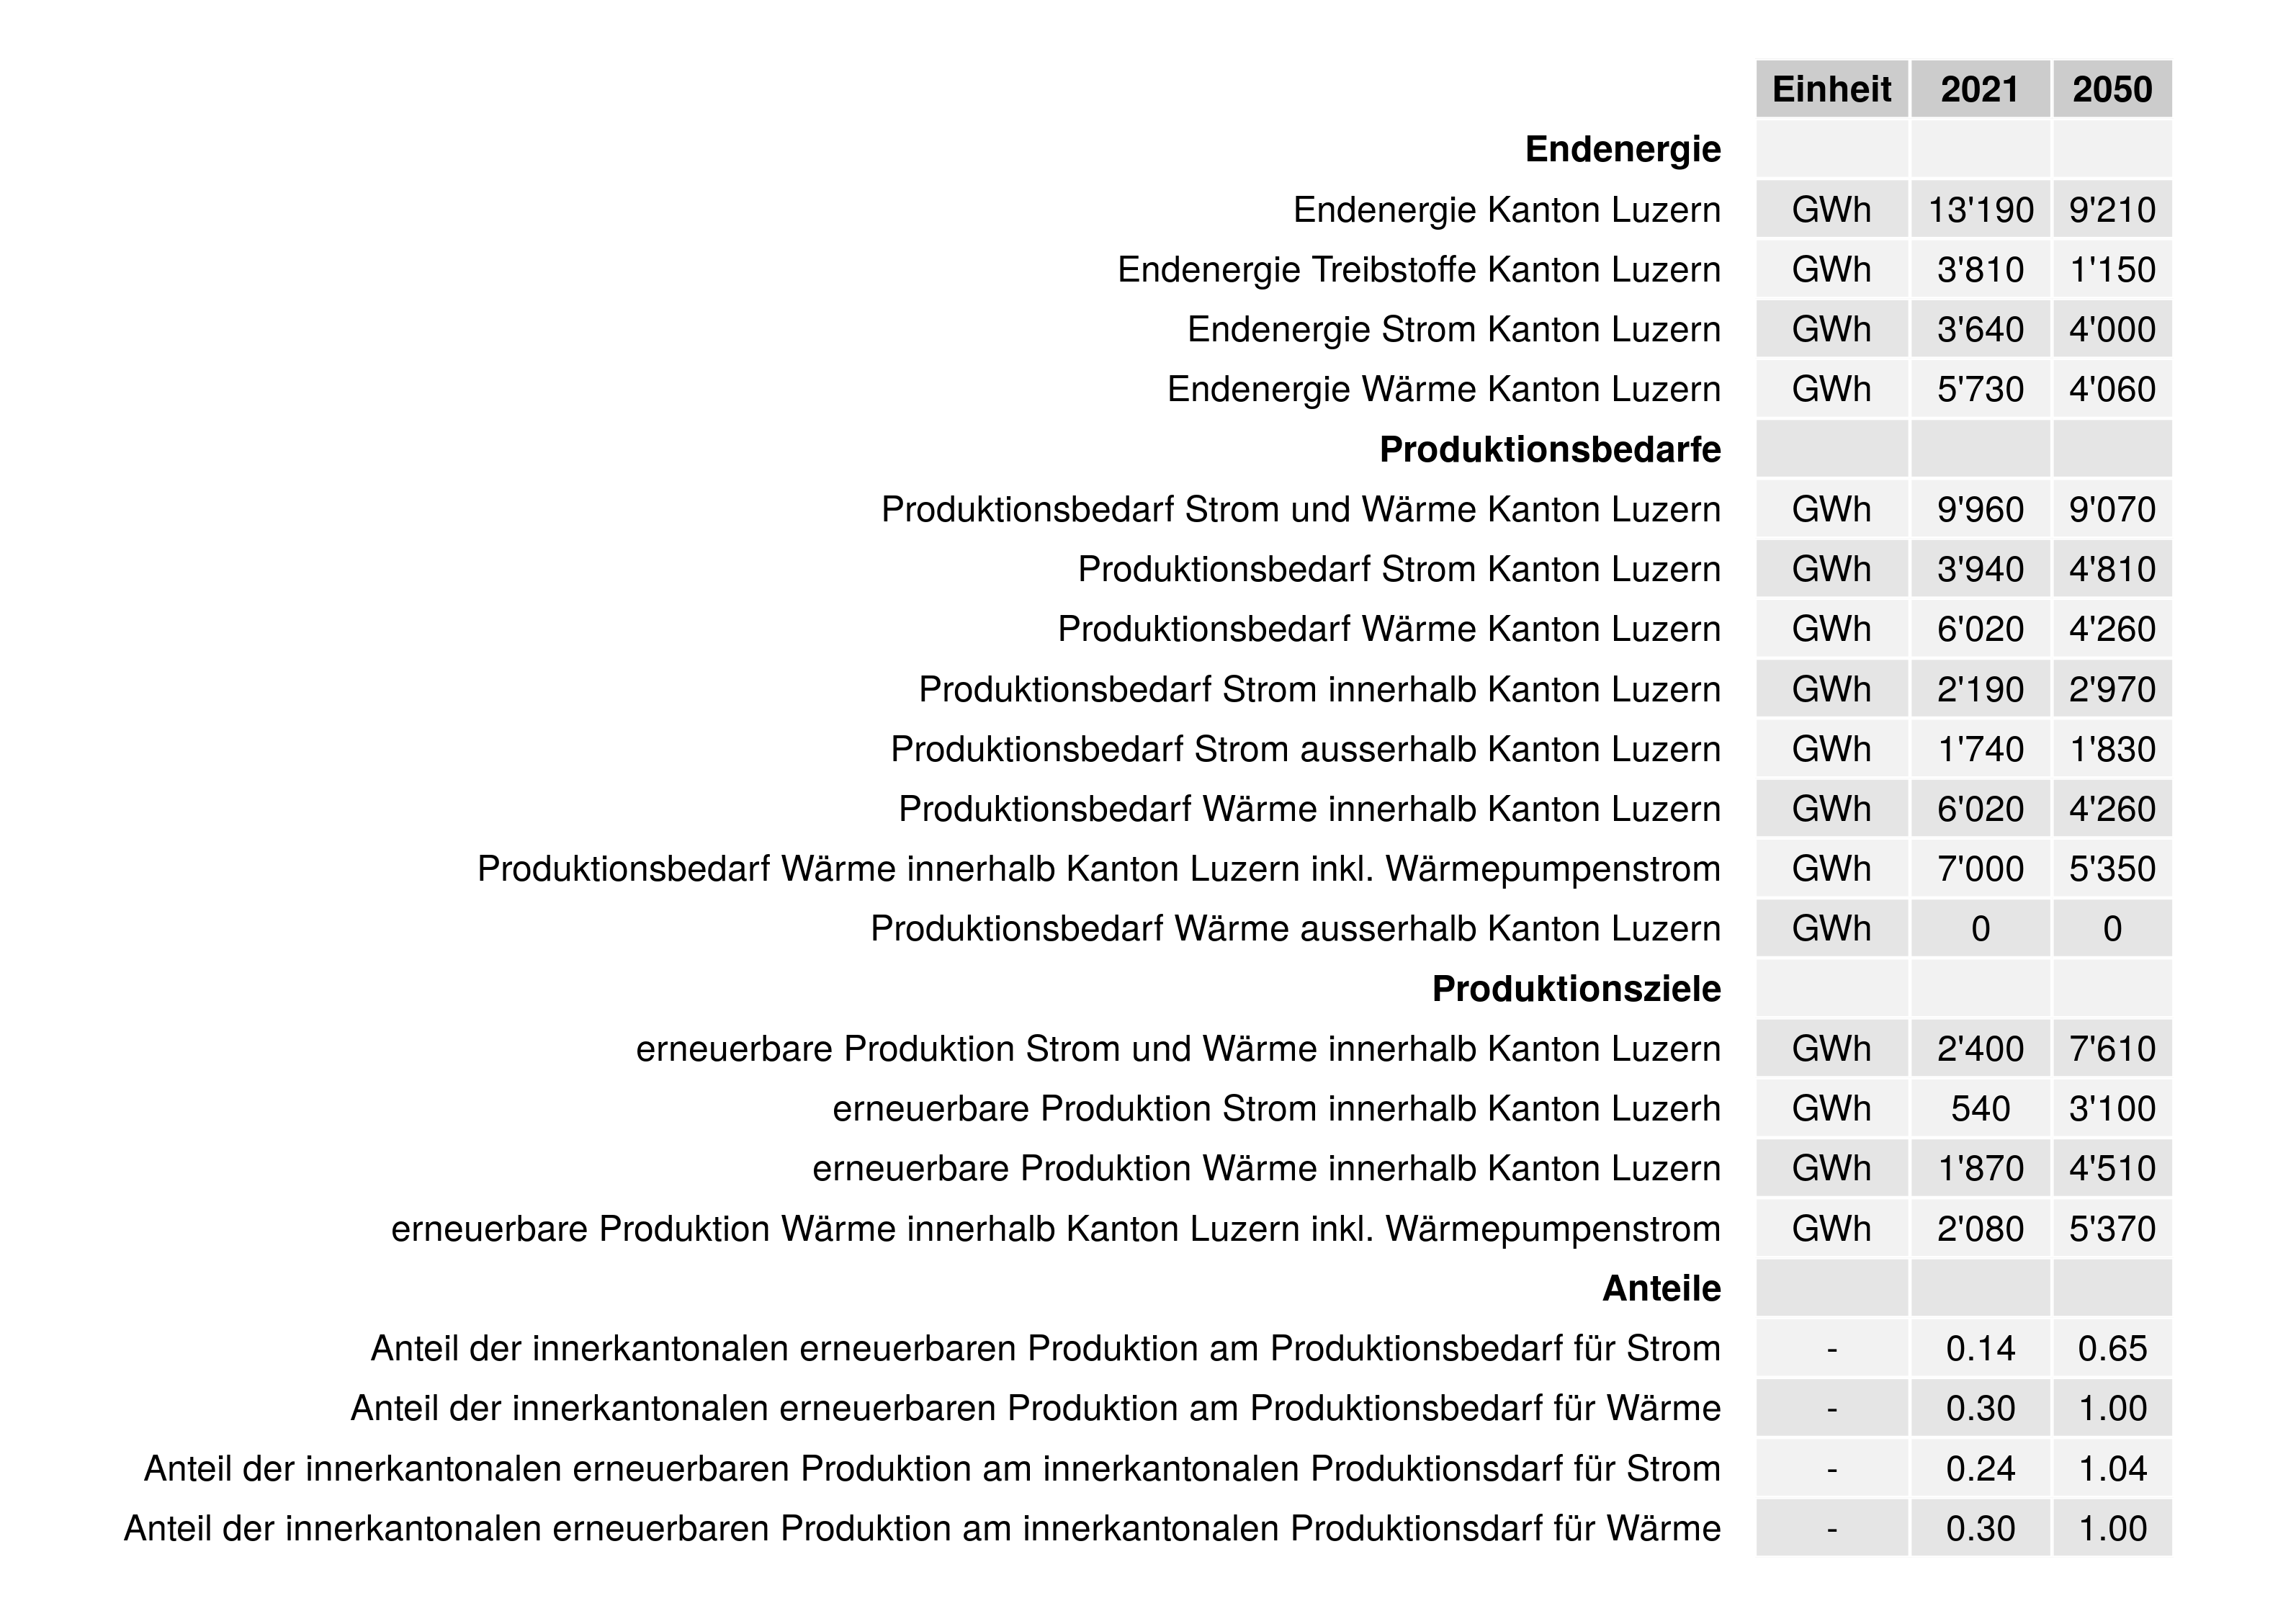 Einheit 2021 2050
Endenergie
Endenergie Kanton Luzern GWh 13'190 9'210
Endenergie Treibstoffe Kanton Luzern GWh 3'810 1'150
Endenergie Strom Kanton Luzern GWh 3'640 4'000
Endenergie Wärme Kanton Luzern GWh 5'730 4'060
Produktionsbedarfe
Produktionsbedarf Strom und Wärme Kanton Luzern GWh 9'960 9'070
Produktionsbedarf Strom Kanton Luzern GWh 3'940 4'810
Produktionsbedarf Wärme Kanton Luzern GWh 6'020 4'260
Produktionsbedarf Strom innerhalb Kanton Luzern GWh 2'190 2'970
Produktionsbedarf Strom ausserhalb Kanton Luzern GWh 1'740 1'830
Produktionsbedarf Wärme innerhalb Kanton Luzern GWh 6'020 4'260
Produktionsbedarf Wärme innerhalb Kanton Luzern inkl. Wärmepumpenstrom GWh 7'000 5'350
Produktionsbedarf Wärme ausserhalb Kanton Luzern GWh 0 0
Produktionsziele
erneuerbare Produktion Strom und Wärme innerhalb Kanton Luzern GWh 2'400 7'610
erneuerbare Produktion Strom innerhalb Kanton Luzerh GWh 540 3'100
erneuerbare Produktion Wärme innerhalb Kanton Luzern GWh 1'870 4'510
erneuerbare Produktion Wärme innerhalb Kanton Luzern inkl. Wärmepumpenstrom GWh 2'080 5'370
Anteile
Anteil der innerkantonalen erneuerbaren Produktion am Produktionsbedarf für Strom - 0.14 0.65
Anteil der innerkantonalen erneuerbaren Produktion am Produktionsbedarf für Wärme - 0.30 1.00
Anteil der innerkantonalen erneuerbaren Produktion am innerkantonalen Produktionsdarf für Strom - 0.24 1.04
Anteil der innerkantonalen erneuerbaren Produktion am innerkantonalen Produktionsdarf für Wärme - 0.30 1.00